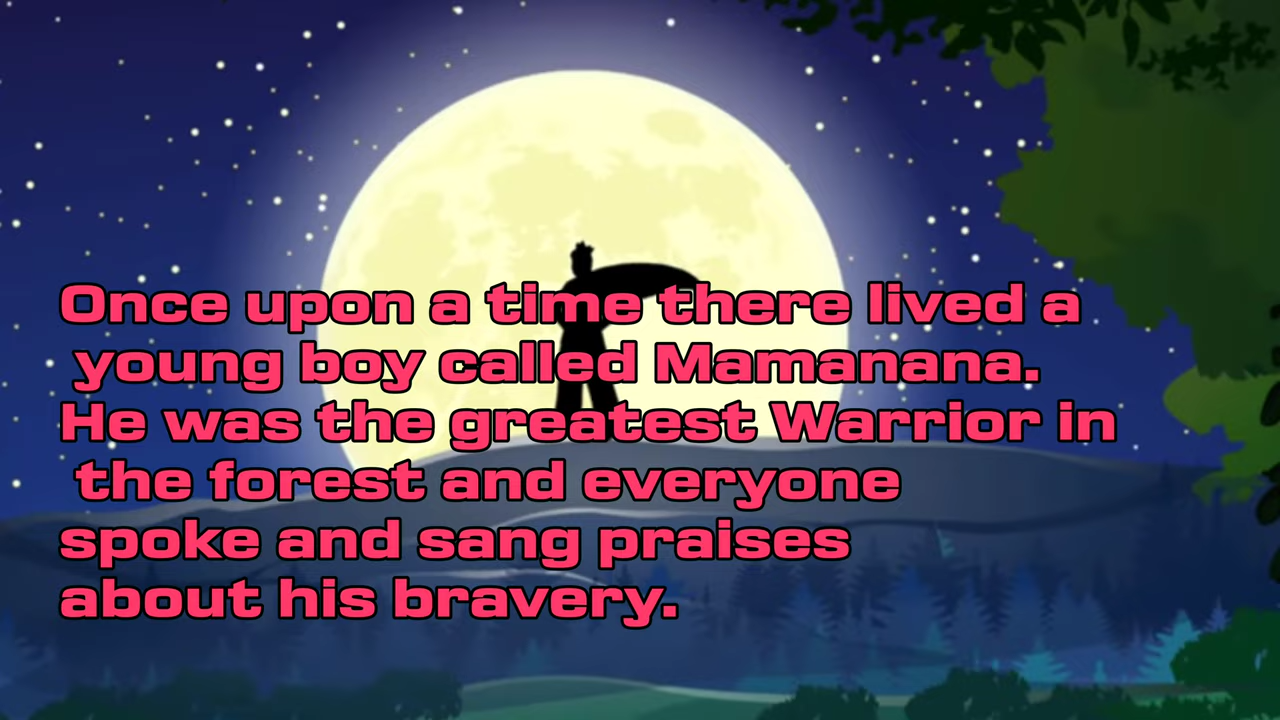 Once upon a time there lived a
young boy called Mamanana.
He was the greatest Warrior in
the forest and everyone
spoke and sang praises
about his bravery.